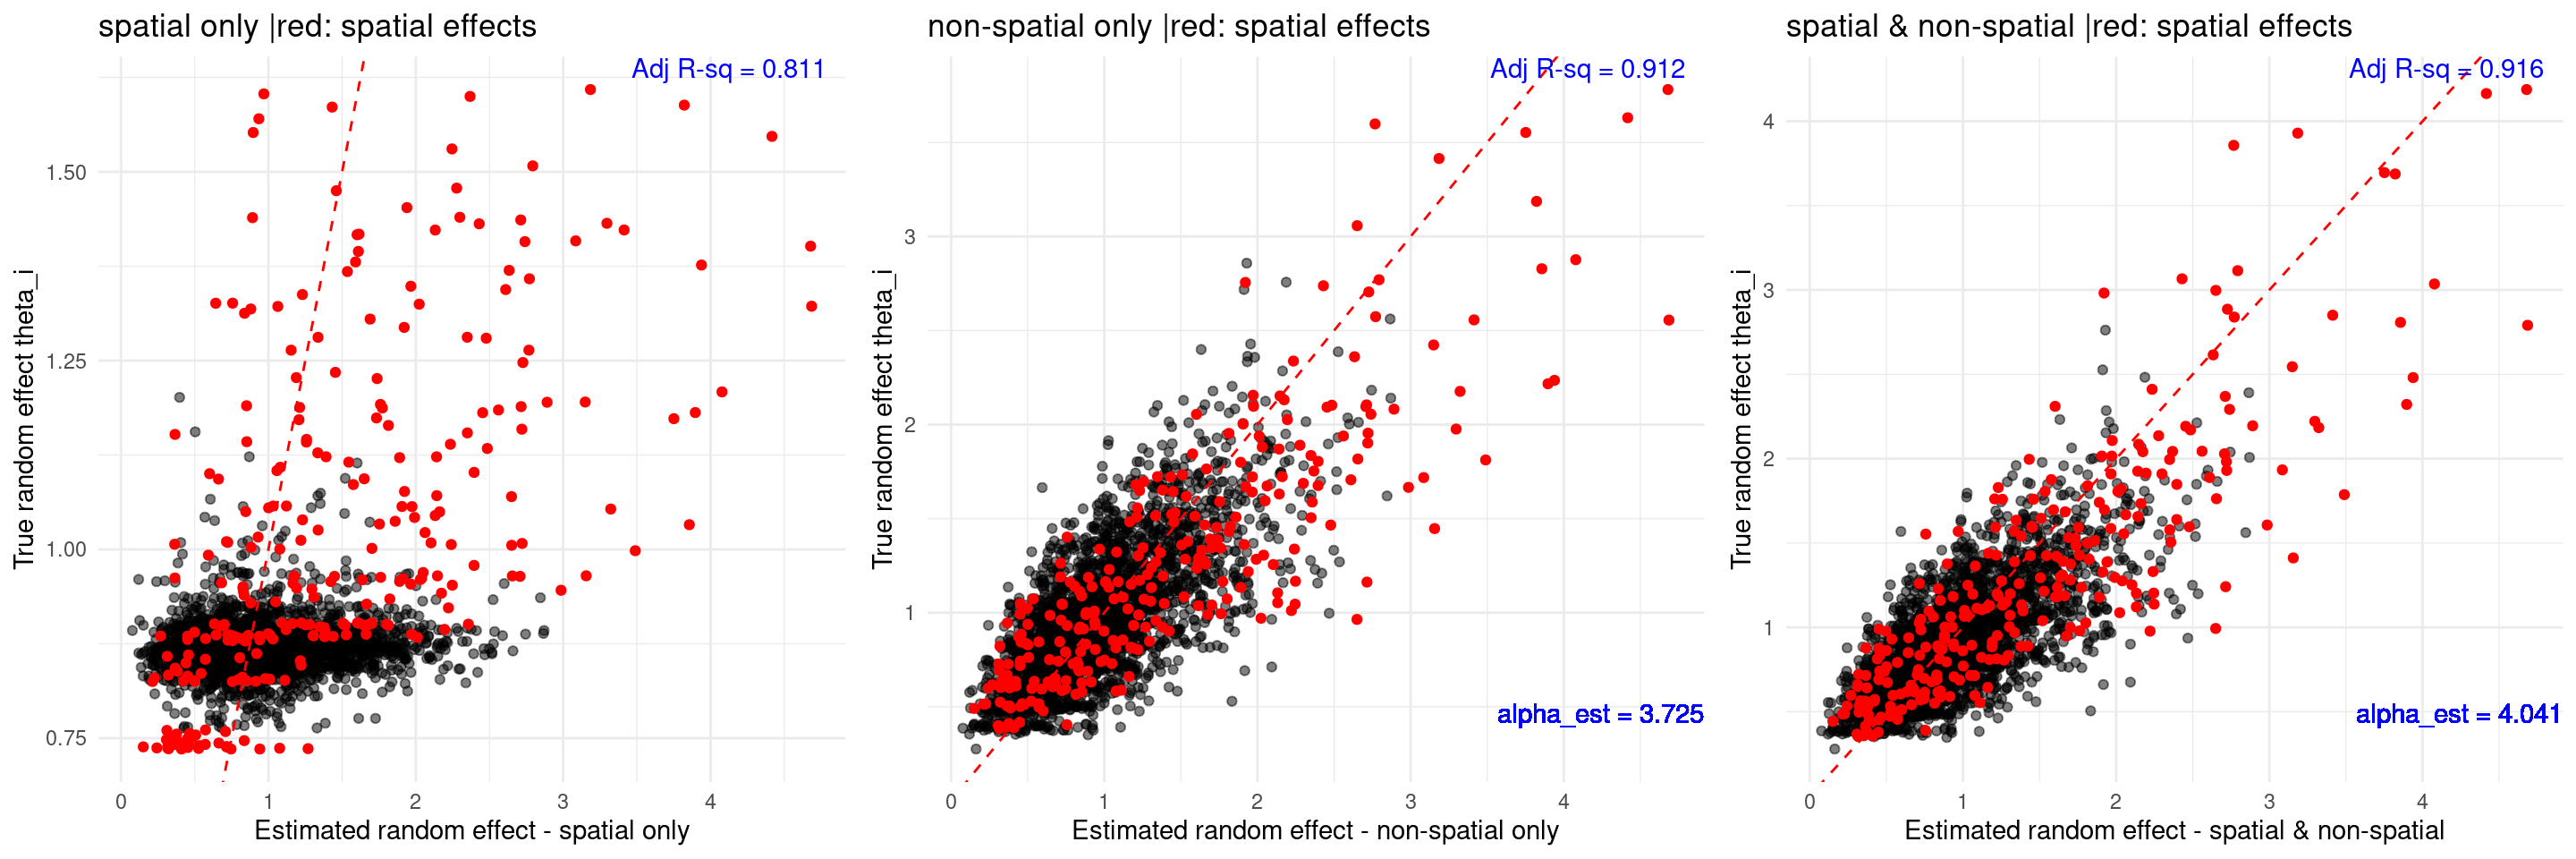 spatial only |red: spatial effects
Adj R-sq = 0.811
True random effect theta_i
1.50
1.25
1.00
0.75
0 1 2 3 4
Estimated random effect - spatial only
non-spatial only |red: spatial effects
Adj R-sq = 0.912
True random effect theta_i
3
2
1
alpha_est = 3.725
0 1 2 3 4
Estimated random effect - non-spatial only
spatial & non-spatial |red: spatial effects
Adj R-sq = 0.916
True random effect theta_i
4
3
2
1
alpha_est = 4.041
0 1 2 3 4
Estimated random effect - spatial & non-spatial